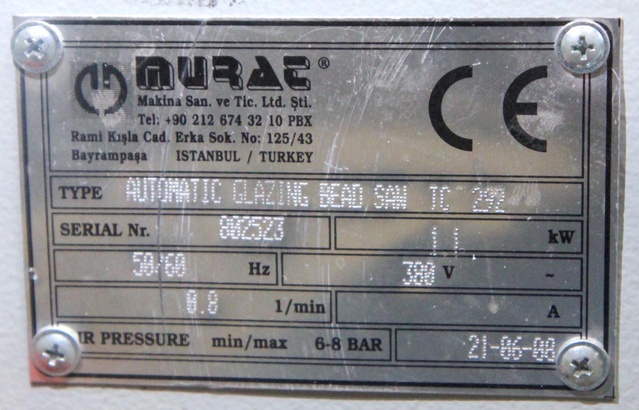 MURAT®
Makina San. ve Tic. Ltd. Şti.
Tel: +90 212 674 32 10 PBX
Rami Kışla Cad. Erka Sok. No: 125/43
Bayrampaşa ISTANBUL / TURKEY
CE
TYPE AUTOMATIC GLAZING BEAD SAW TC 292
SERIAL Nr. 802523 1.1 kW
50/60 Hz 380 V ~
0.8 1/min A
PRESSURE min/max 6-8 BAR 21-06-08